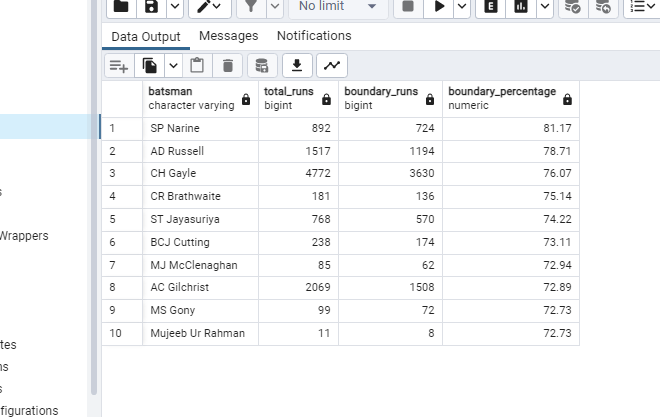 No limit
E
Data Output Messages Notifications
batsman total_runs boundary_runs boundary_percentage
character varying bigint bigint numeric
1 SP Narine 892 724 81.17
2 AD Russell 1517 1194 78.71
3 CH Gayle 4772 3630 76.07
4 CR Brathwaite 181 136 75.14
5 ST Jayasuriya 768 570 74.22
6 BCJ Cutting 238 174 73.11
7 MJ McClenaghan 85 62 72.94
8 AC Gilchrist 2069 1508 72.89
9 MS Gony 99 72 72.73
10 Mujeeb Ur Rahman 11 8 72.73
s
Wrappers
tes
ns
s
figurations